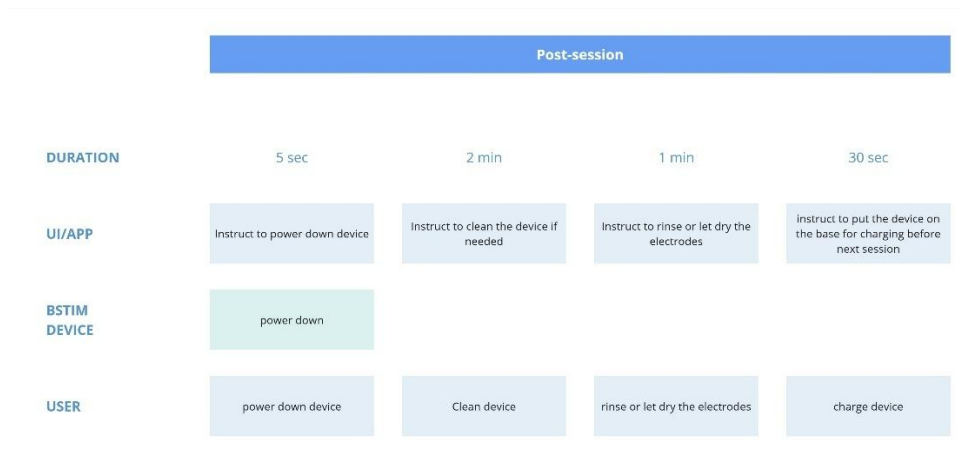 Post-session
DURATION
5 sec
2 min
1 min
30 sec
UI/APP
Instruct to power down device
Instruct to clean the device if
needed
Instruct to rinse or let dry the
electrodes
instruct to put the device on
the base for charging before
next session
BSTIM
DEVICE
power down
USER
power down device
Clean device
rinse or let dry the electrodes
charge device